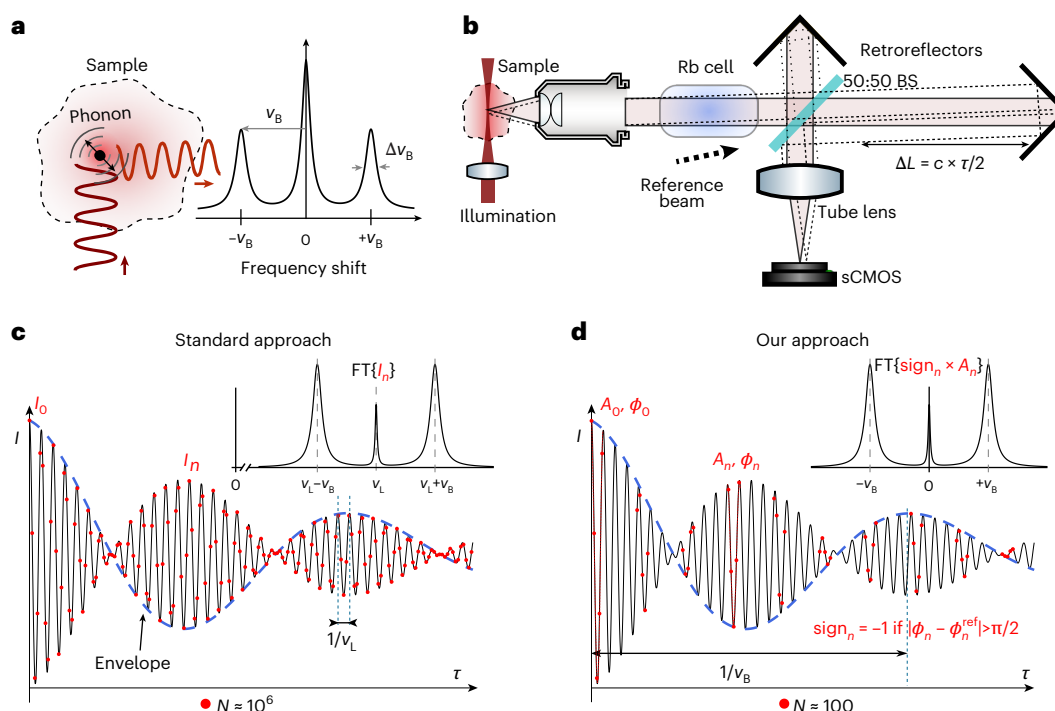 a
Sample
Phonon
ν_B
Δν_B
−ν_B
0
+ν_B
Frequency shift
b
Sample
Rb cell
Retroreflectors
50:50 BS
ΔL = c × τ/2
Reference
beam
Illumination
Tube lens
sCMOS
c
Standard approach
FT{I_n}
I_0
I
I_n
0
ν_L−ν_B
ν_L
ν_L+ν_B
1/ν_L
Envelope
τ
N ≈ 10⁶
d
Our approach
FT{sign_n × A_n}
A_0, ϕ_0
I
A_n, ϕ_n
−ν_B
0
+ν_B
sign_n = −1 if |ϕ_n − ϕ_n^ref|>π/2
1/ν_B
τ
N ≈ 100